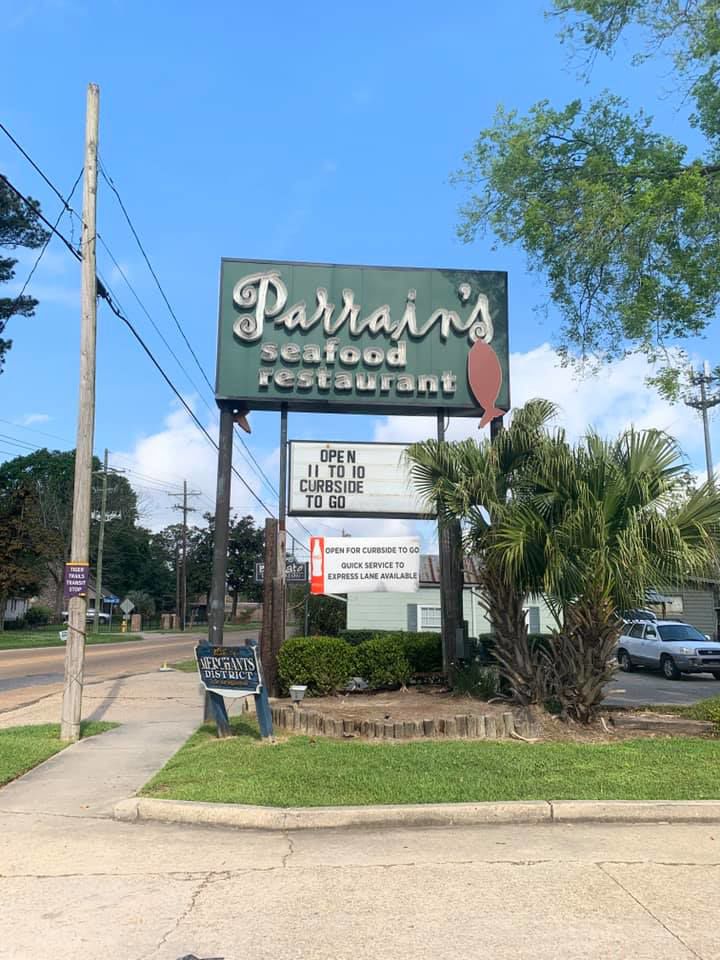 Parrain's
seafood
restaurant
OPEN
11 TO 10
CURBSIDE
TO GO
OPEN FOR CURBSIDE TO GO
QUICK SERVICE TO
EXPRESS LANE AVAILABLE
TIGER
TRAILS
TRANSIT
STOP
MERCHANTS
DISTRICT